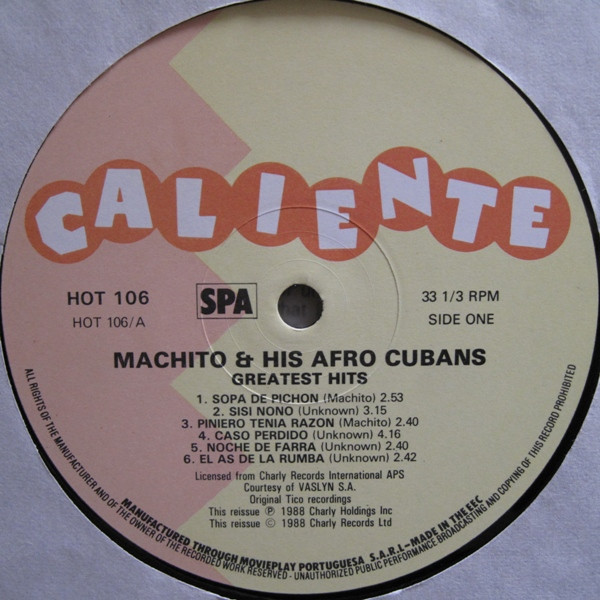 CALIENTE
HOT 106
HOT 106/A
SPA
33 1/3 RPM
SIDE ONE
MACHITO & HIS AFRO CUBANS
GREATEST HITS
1. SOPA DE PICHON (Machito) 2.53
2. SISI NONO (Unknown) 3.15
3. PINIERO TENIA RAZON (Machito) 2.40
4. CASO PERDIDO (Unknown) 4.16
5. NOCHE DE FARRA (Unknown) 2.40
6. EL AS DE LA RUMBA (Unknown) 2.42
Licensed from Charly Records International APS
Courtesy of VASLYN S.A.
Original Tico recordings
This reissue Ⓟ 1988 Charly Holdings Inc
This reissue © 1988 Charly Records Ltd
MANUFACTURED THROUGH MOVIEPLAY PORTUGUESA S.A.R.L-MADE IN THE EEC
ALL RIGHTS OF THE MANUFACTURER AND OF THE OWNER OF THE RECORDED WORK RESERVED - UNAUTHORIZED PUBLIC PERFORMANCE BROADCASTING AND COPYING OF THIS RECORD PROHIBITED